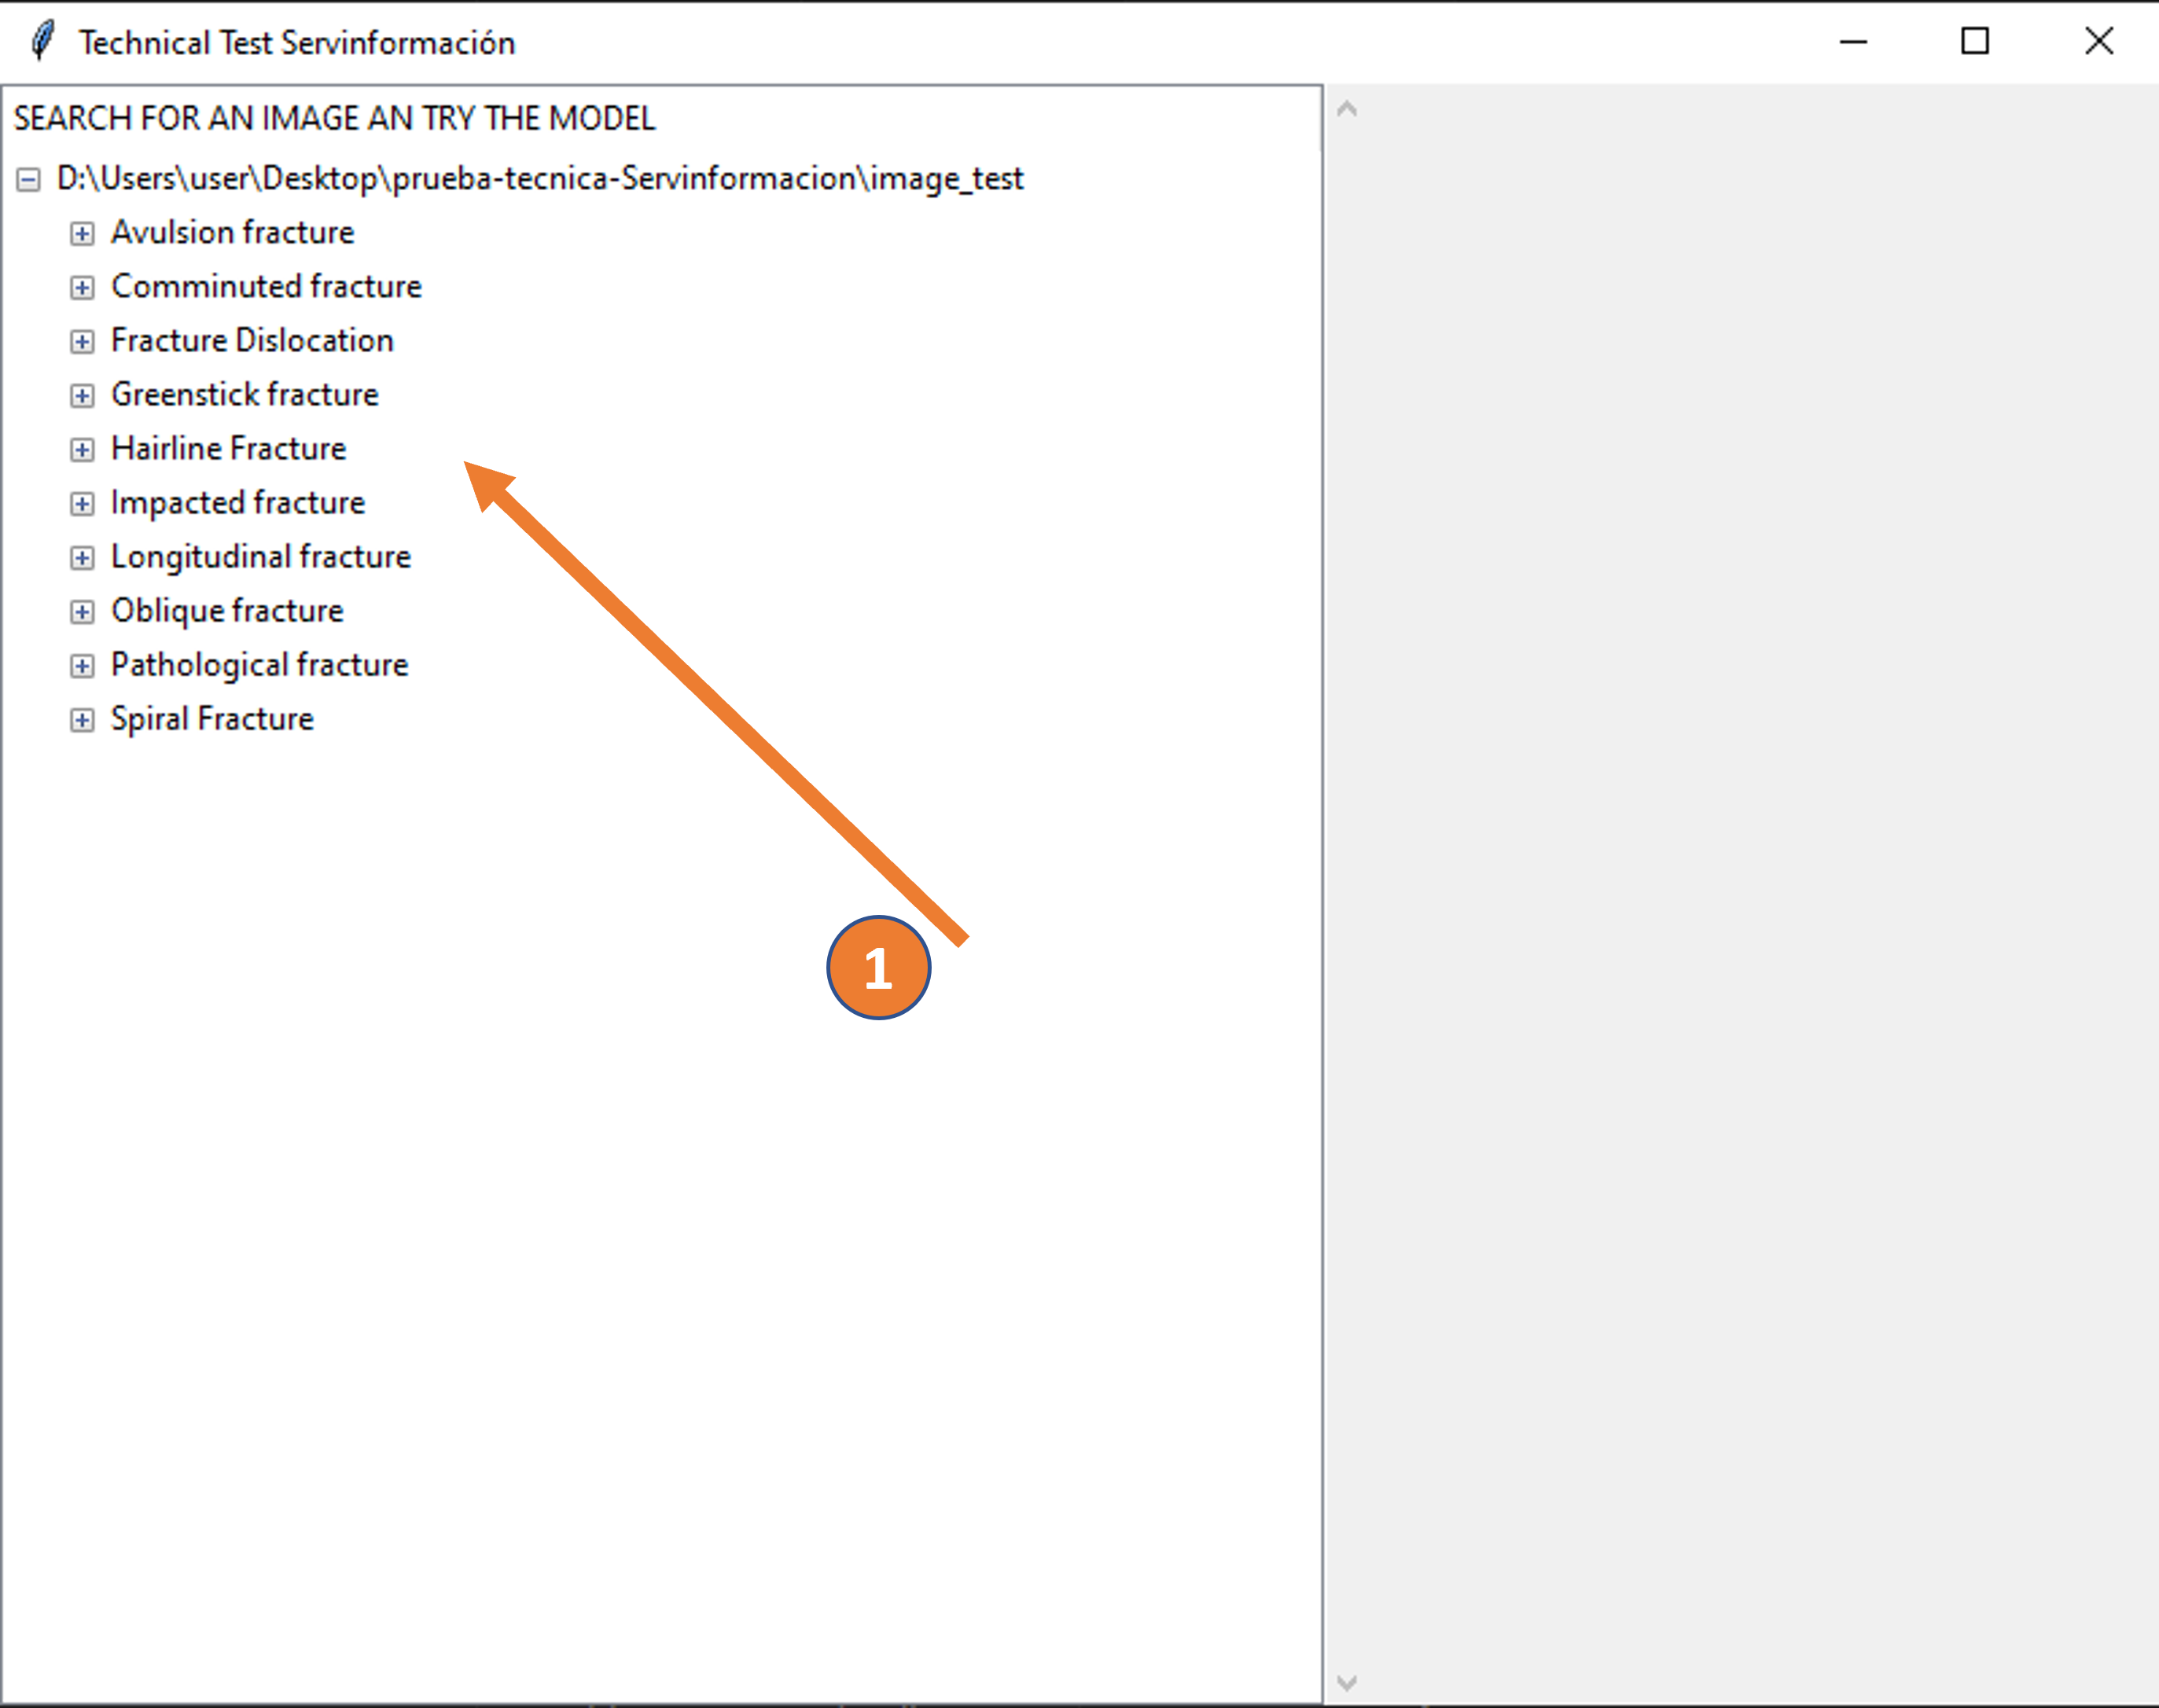 Technical Test Servinformación
SEARCH FOR AN IMAGE AN TRY THE MODEL
D:\Users\user\Desktop\prueba-tecnica-Servinformacion\image_test
Avulsion fracture
Comminuted fracture
Fracture Dislocation
Greenstick fracture
Hairline Fracture
Impacted fracture
Longitudinal fracture
Oblique fracture
Pathological fracture
Spiral Fracture
1